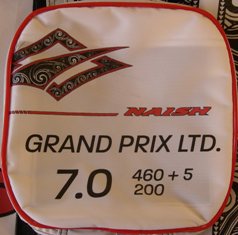 NAISH
GRAND PRIX LTD.
7.0 460 + 5
200